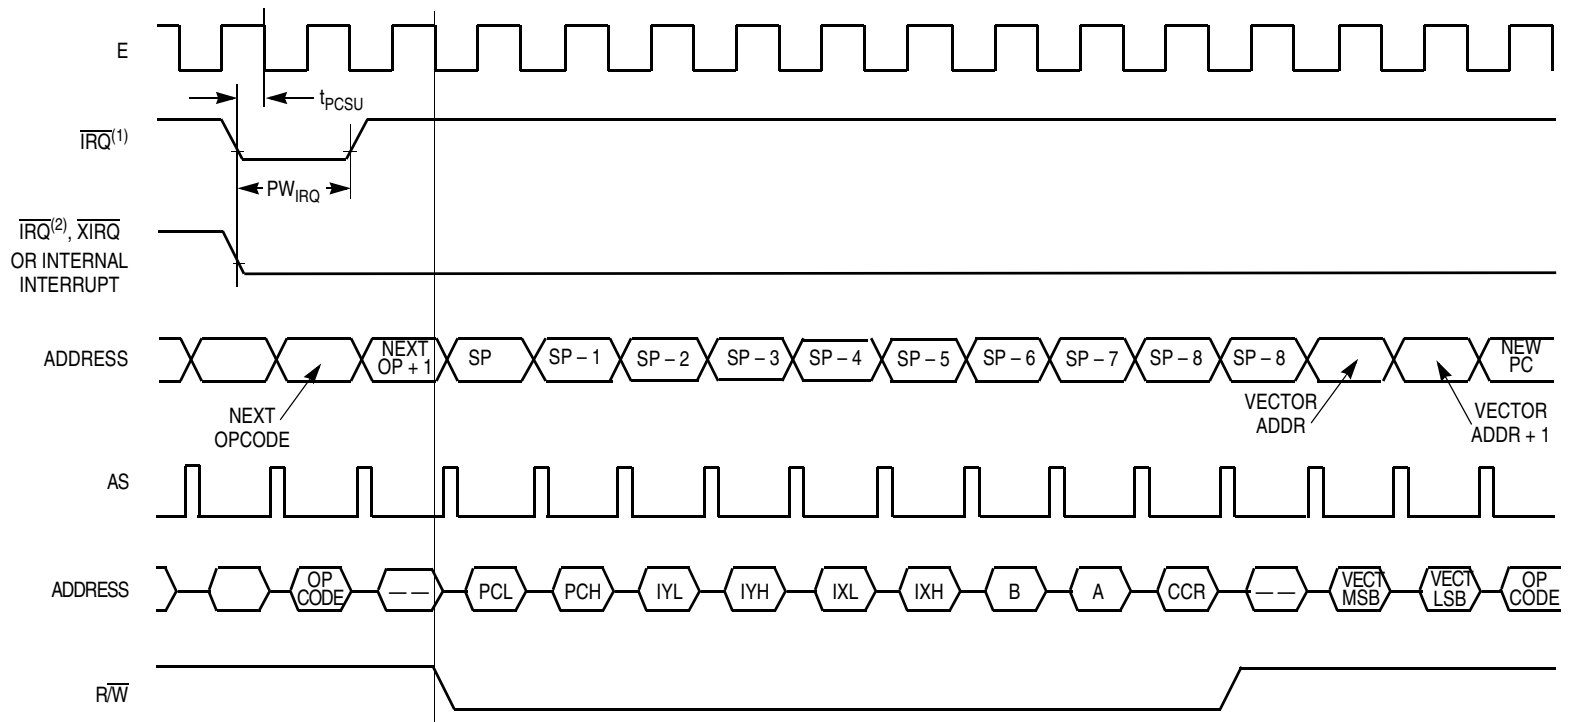 E
tPCSU
IRQ(1)
PWIRQ
IRQ(2), XIRQ
OR INTERNAL
INTERRUPT
ADDRESS
NEXT
OP + 1
SP
SP – 1
SP – 2
SP – 3
SP – 4
SP – 5
SP – 6
SP – 7
SP – 8
SP – 8
NEW
PC
NEXT
OPCODE
VECTOR
ADDR
VECTOR
ADDR + 1
AS
ADDRESS
OP
CODE
— —
PCL
PCH
IYL
IYH
IXL
IXH
B
A
CCR
— —
VECT
MSB
VECT
LSB
OP
CODE
R/W